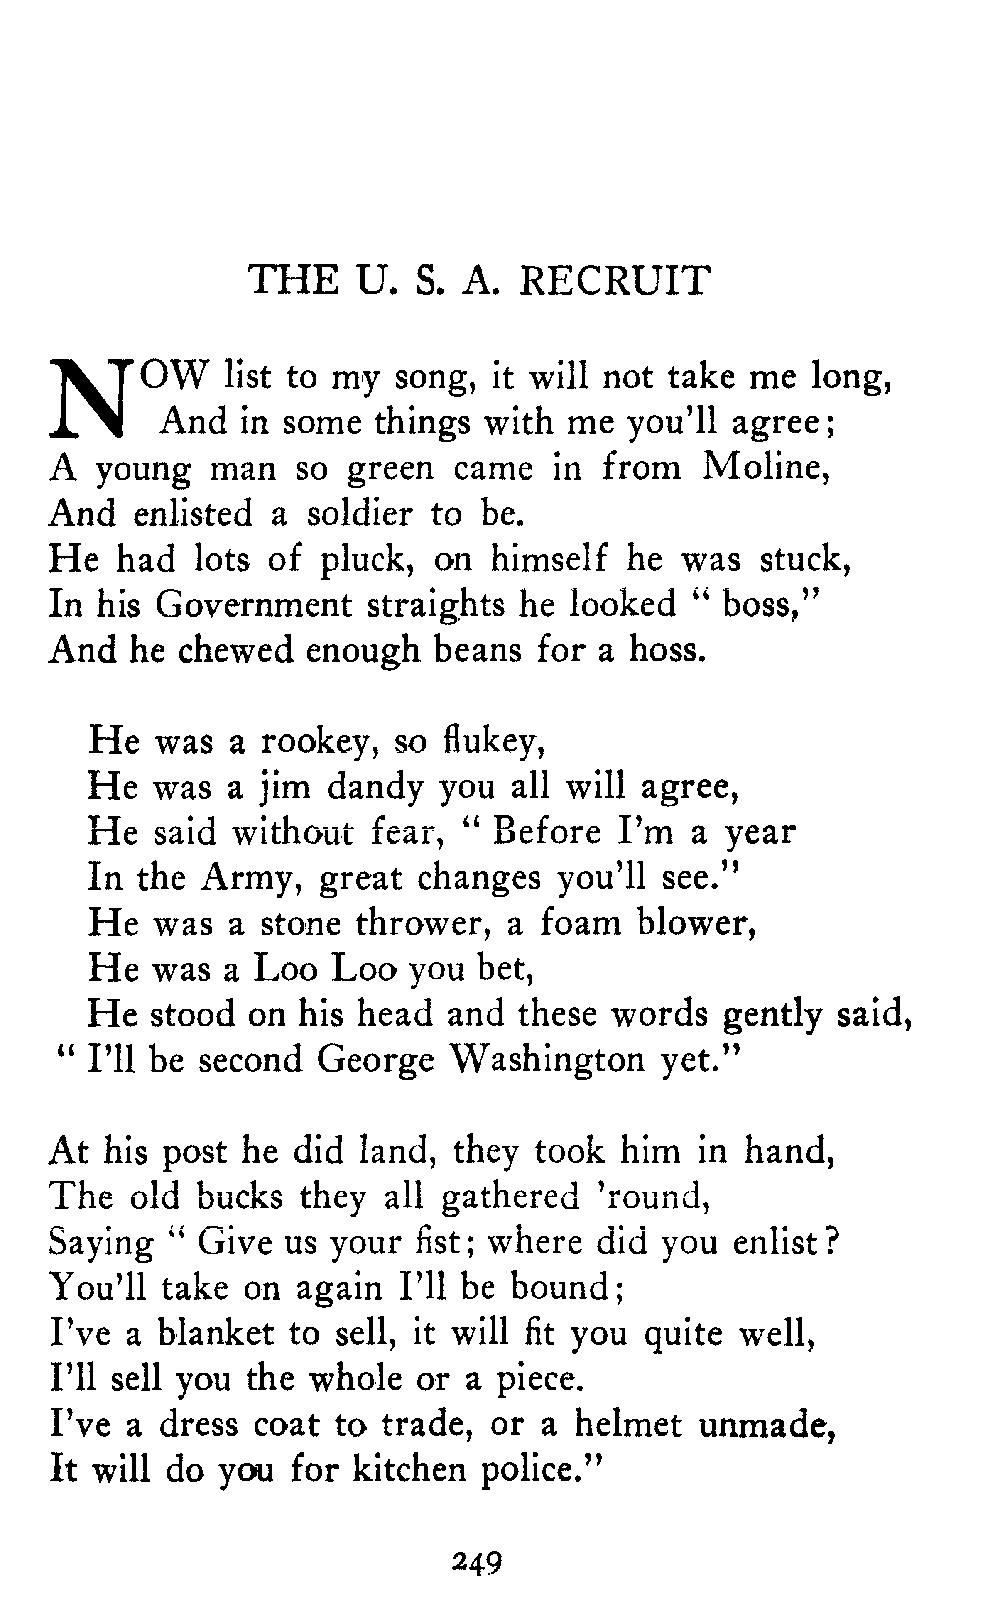 THE U. S. A. RECRUIT
NOW list to my song, it will not take me long,
And in some things with me you'll agree;
A young man so green came in from Moline,
And enlisted a soldier to be.
He had lots of pluck, on himself he was stuck,
In his Government straights he looked " boss,"
And he chewed enough beans for a hoss.
He was a rookey, so flukey,
He was a jim dandy you all will agree,
He said without fear, " Before I'm a year
In the Army, great changes you'll see."
He was a stone thrower, a foam blower,
He was a Loo Loo you bet,
He stood on his head and these words gently said,
" I'll be second George Washington yet."
At his post he did land, they took him in hand,
The old bucks they all gathered 'round,
Saying " Give us your fist; where did you enlist?
You'll take on again I'll be bound;
I've a blanket to sell, it will fit you quite well,
I'll sell you the whole or a piece.
I've a dress coat to trade, or a helmet unmade,
It will do you for kitchen police."
249